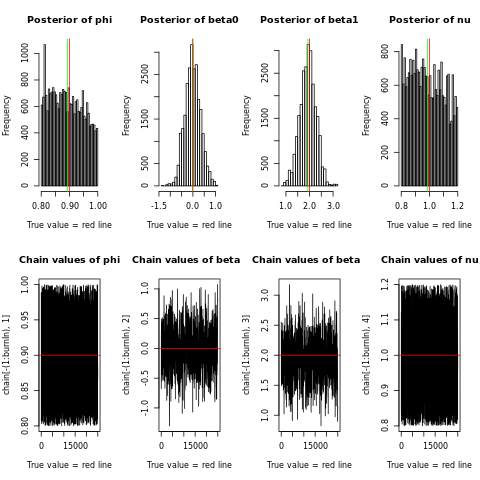 Posterior of phi
Posterior of beta0
Posterior of beta1
Posterior of nu
Frequency
0 200 400 600 800 1000
0.80 0.90 1.00
True value = red line
Frequency
0 500 1500 2500
-1.5 0.0 1.0
True value = red line
Frequency
0 500 1500 2500
1.0 2.0 3.0
True value = red line
Frequency
0 200 400 600 800
0.8 1.0 1.2
True value = red line
Chain values of phi
Chain values of beta
Chain values of beta
Chain values of nu
chain[-(1:burnIn), 1]
0.80 0.85 0.90 0.95 1.00
0 15000
True value = red line
chain[-(1:burnIn), 2]
-1.0 0.0 0.5 1.0
0 15000
True value = red line
chain[-(1:burnIn), 3]
1.0 1.5 2.0 2.5 3.0
0 15000
True value = red line
chain[-(1:burnIn), 4]
0.8 0.9 1.0 1.1 1.2
0 15000
True value = red line